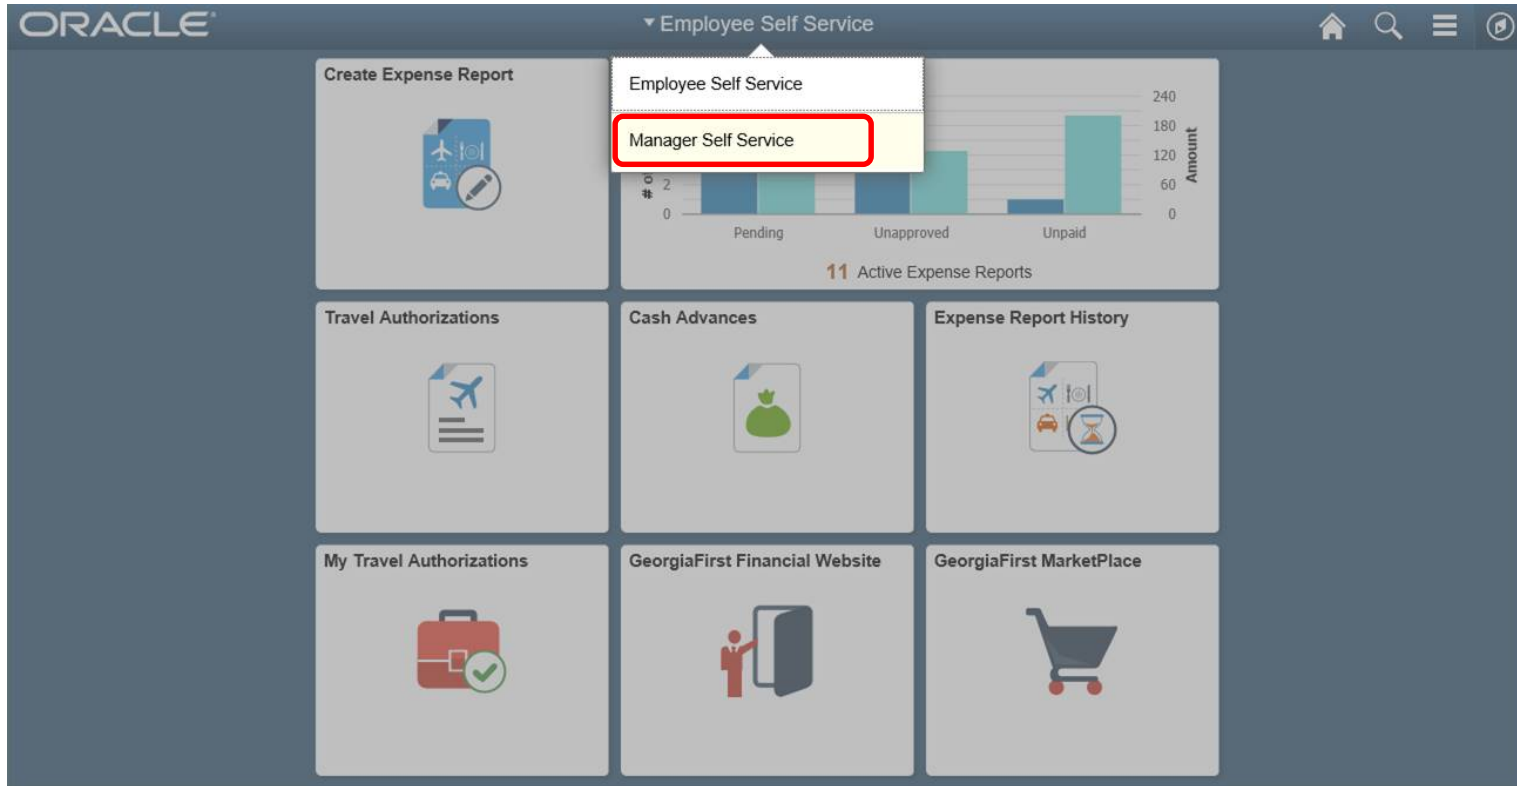 ORACLE
Employee Self Service
Create Expense Report
Employee Self Service
Manager Self Service
240
180
120
60
0
Amount
2
0
Pending Unapproved Unpaid
11 Active Expense Reports
Travel Authorizations
Cash Advances
Expense Report History
My Travel Authorizations
GeorgiaFirst Financial Website
GeorgiaFirst MarketPlace